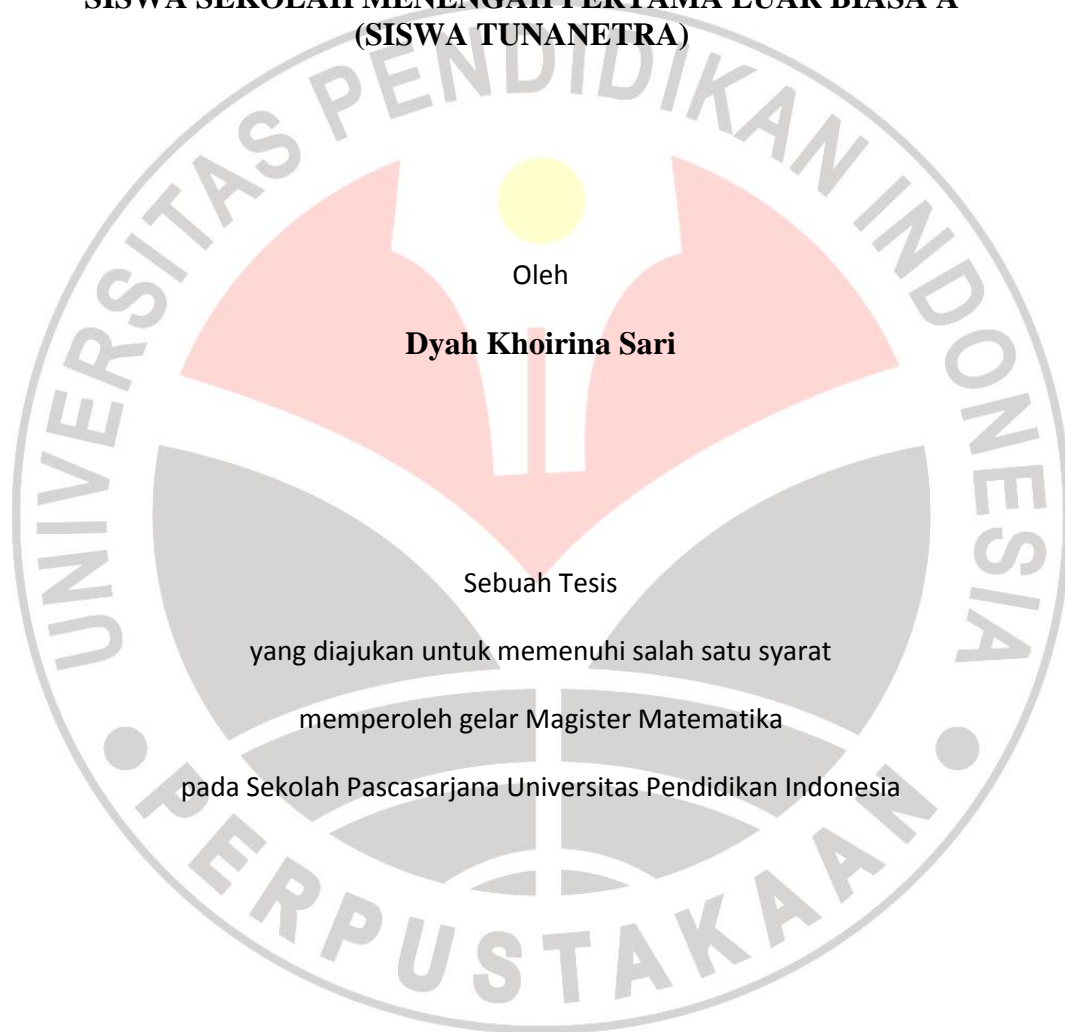 SISWA SEKOLAH MENENGAH PERTAMA LUAR BIASA A
(SISWA TUNANETRA)
UNIVERSITAS PENDIDIKAN INDONESIA
Oleh
Dyah Khoirina Sari
Sebuah Tesis
yang diajukan untuk memenuhi salah satu syarat
memperoleh gelar Magister Matematika
pada Sekolah Pascasarjana Universitas Pendidikan Indonesia
PERPUSTAKAAN